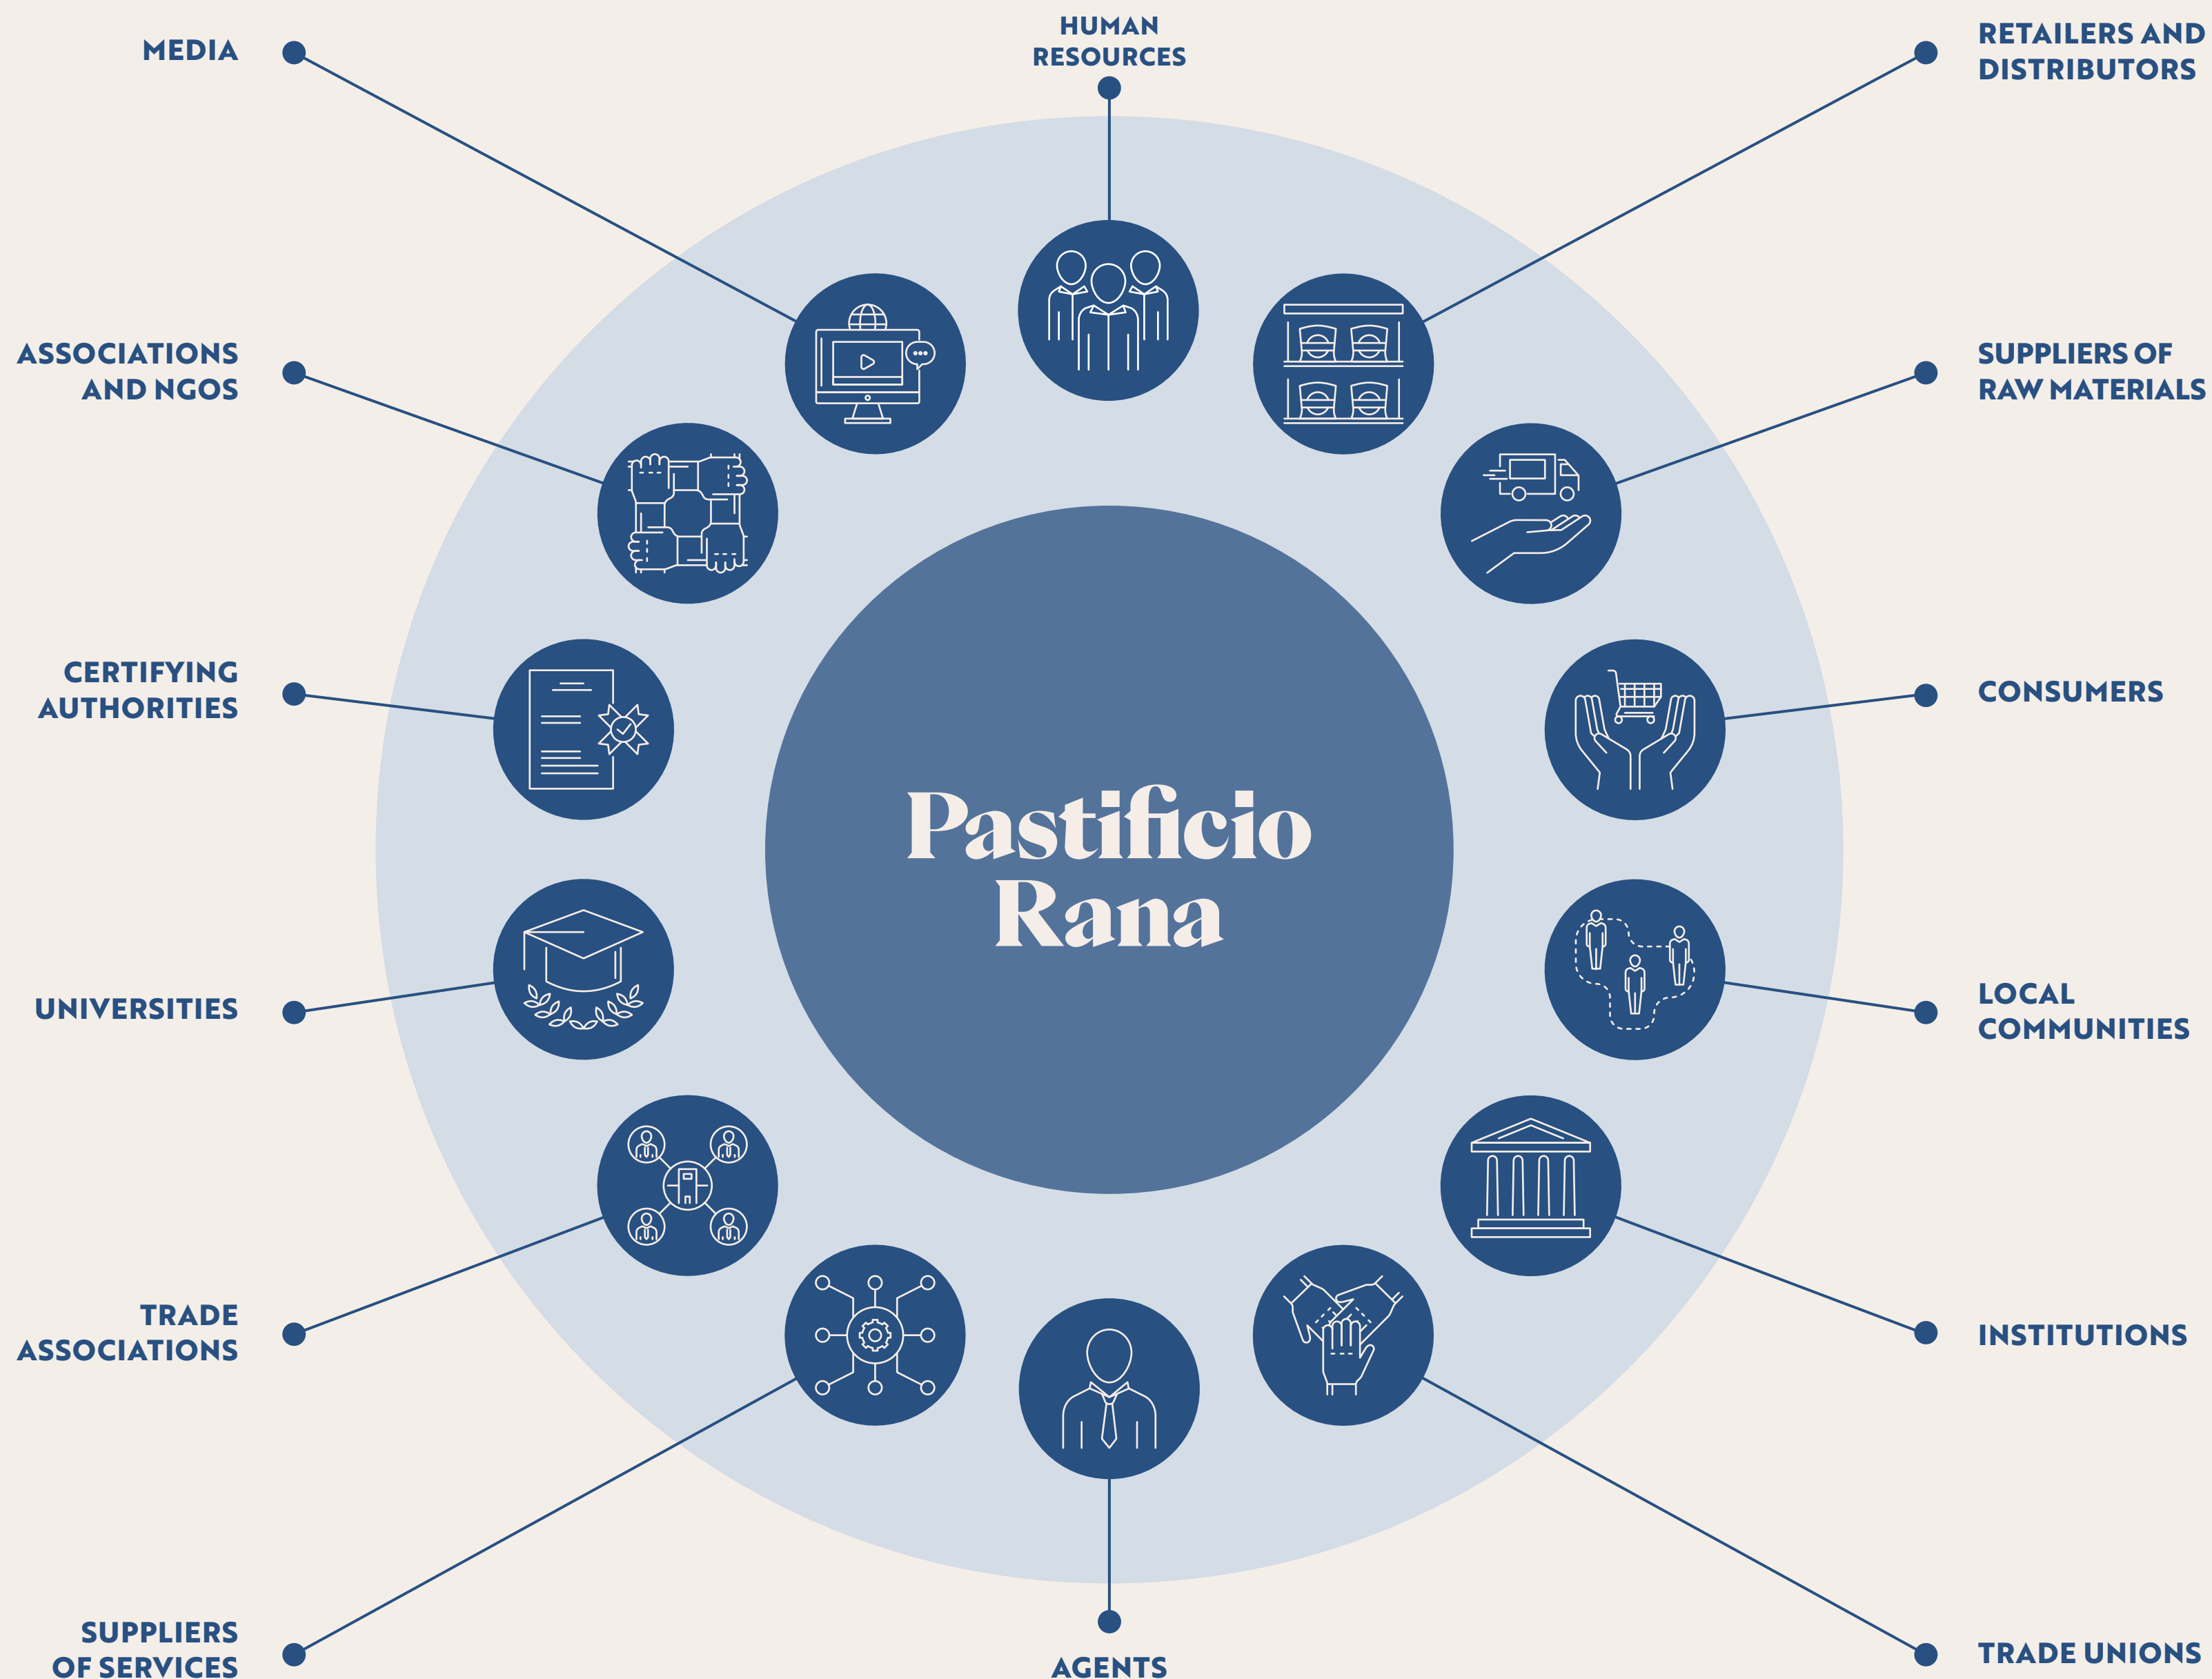 HUMAN
RESOURCES
RETAILERS AND
DISTRIBUTORS
SUPPLIERS OF
RAW MATERIALS
CONSUMERS
LOCAL
COMMUNITIES
INSTITUTIONS
TRADE UNIONS
AGENTS
SUPPLIERS
OF SERVICES
TRADE
ASSOCIATIONS
UNIVERSITIES
CERTIFYING
AUTHORITIES
ASSOCIATIONS
AND NGOS
MEDIA
Pastificio
Rana